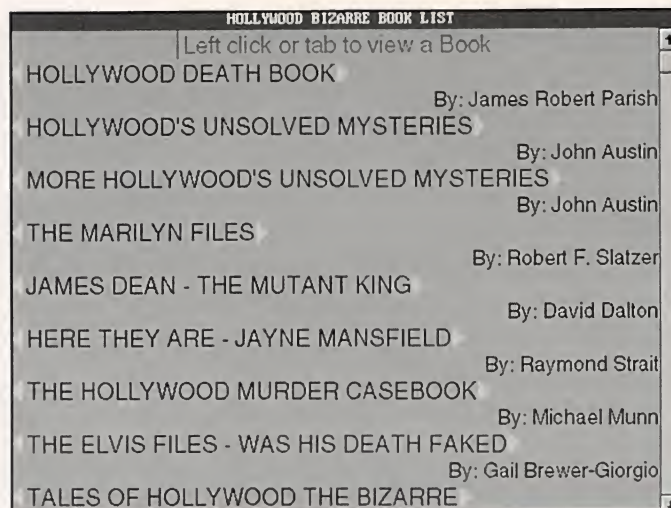 HOLLYWOOD BIZARRE BOOK LIST
Left click or tab to view a Book
HOLLYWOOD DEATH BOOK
By: James Robert Parish
HOLLYWOOD'S UNSOLVED MYSTERIES
By: John Austin
MORE HOLLYWOOD'S UNSOLVED MYSTERIES
By: John Austin
THE MARILYN FILES
By: Robert F. Slatzer
JAMES DEAN - THE MUTANT KING
By: David Dalton
HERE THEY ARE - JAYNE MANSFIELD
By: Raymond Strait
THE HOLLYWOOD MURDER CASEBOOK
By: Michael Munn
THE ELVIS FILES - WAS HIS DEATH FAKED
By: Gail Brewer-Giorgio
TALES OF HOLLYWOOD THE BIZARRE